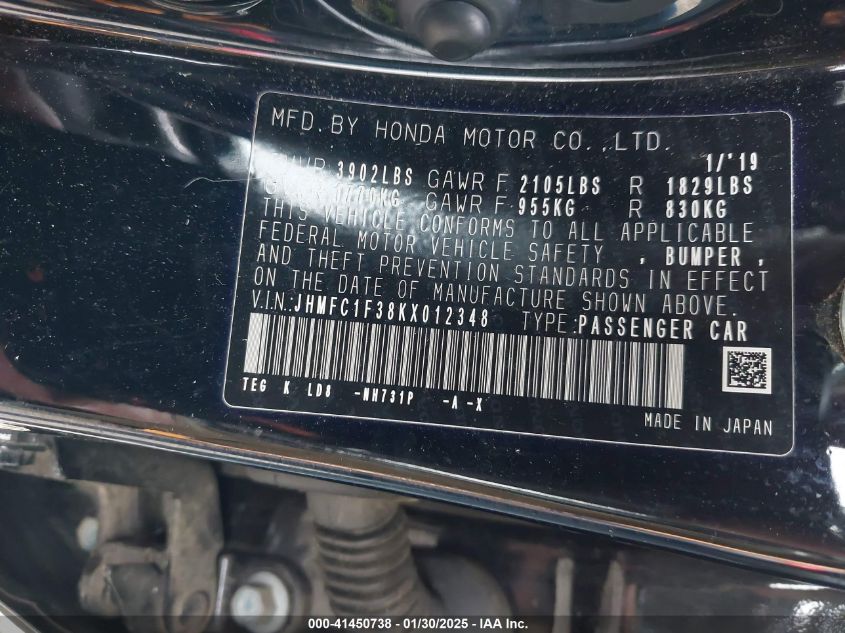 MFD. BY HONDA MOTOR CO., LTD.
1/'19
3902LBS GAWR F 2105LBS R 1829LBS
GAWR F 955KG R 830KG
THIS VEHICLE CONFORMS TO ALL APPLICABLE
FEDERAL MOTOR VEHICLE SAFETY , BUMPER ,
AND THEFT PREVENTION STANDARDS IN EFFECT
ON THE DATE OF MANUFACTURE SHOWN ABOVE.
V.I.N.:JHMFC1F38KX012348 TYPE:PASSENGER CAR
TEG K LD8 -NH731P -A -X
MADE IN JAPAN
000-41450738 - 01/30/2025 - IAA Inc.